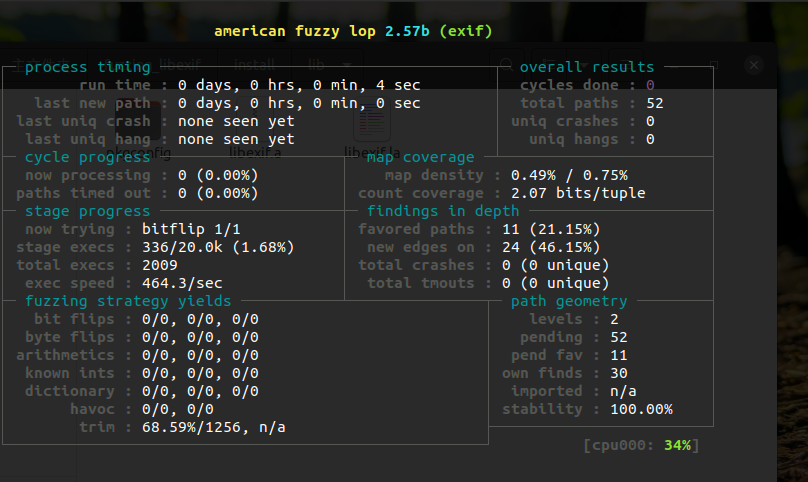 american fuzzy lop 2.57b (exif)
_libexif install lib
process timing overall results
run time : 0 days, 0 hrs, 0 min, 4 sec cycles done : 0
last new path : 0 days, 0 hrs, 0 min, 0 sec total paths : 52
last uniq crash : none seen yet uniq crashes : 0
last uniq hang : none seen yet uniq hangs : 0
pkgconfig libexif.a libexif.la
cycle progress map coverage
now processing : 0 (0.00%) map density : 0.49% / 0.75%
paths timed out : 0 (0.00%) count coverage : 2.07 bits/tuple
stage progress findings in depth
now trying : bitflip 1/1 favored paths : 11 (21.15%)
stage execs : 336/20.0k (1.68%) new edges on : 24 (46.15%)
total execs : 2009 total crashes : 0 (0 unique)
exec speed : 464.3/sec total tmouts : 0 (0 unique)
fuzzing strategy yields path geometry
bit flips : 0/0, 0/0, 0/0 levels : 2
byte flips : 0/0, 0/0, 0/0 pending : 52
arithmetics : 0/0, 0/0, 0/0 pend fav : 11
known ints : 0/0, 0/0, 0/0 own finds : 30
dictionary : 0/0, 0/0, 0/0 imported : n/a
havoc : 0/0, 0/0 stability : 100.00%
trim : 68.59%/1256, n/a
[cpu000: 34%]